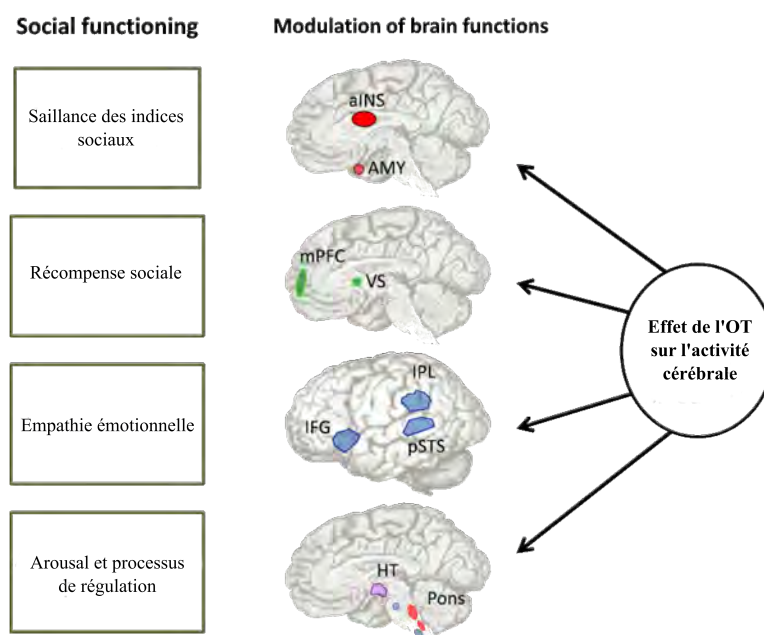 Social functioning
Modulation of brain functions
Saillance des indices
sociaux
aINS
AMY
Récompense sociale
mPFC
VS
Effet de l'OT
sur l'activité
cérébrale
Empathie émotionnelle
IPL
IFG
pSTS
Arousal et processus
de régulation
HT
Pons